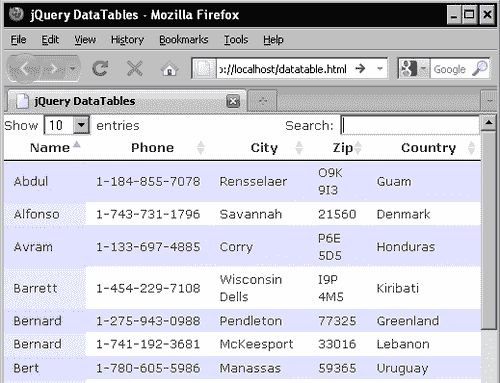 jQuery DataTables - Mozilla Firefox
File Edit View History Bookmarks Tools Help
p://localhost/datatable.html Google
jQuery DataTables
Show 10 entries Search:
Name Phone City Zip Country
Abdul 1-184-855-7078 Rensselaer O9K 9I3 Guam
Alfonso 1-743-731-1796 Savannah 21560 Denmark
Avram 1-133-697-4885 Corry P6E 5D5 Honduras
Barrett 1-454-229-7108 Wisconsin Dells I9P 4M5 Kiribati
Bernard 1-275-943-0988 Pendleton 77325 Greenland
Bernard 1-741-192-3681 McKeesport 33016 Lebanon
Bert 1-780-605-5986 Manassas 59365 Uruguay